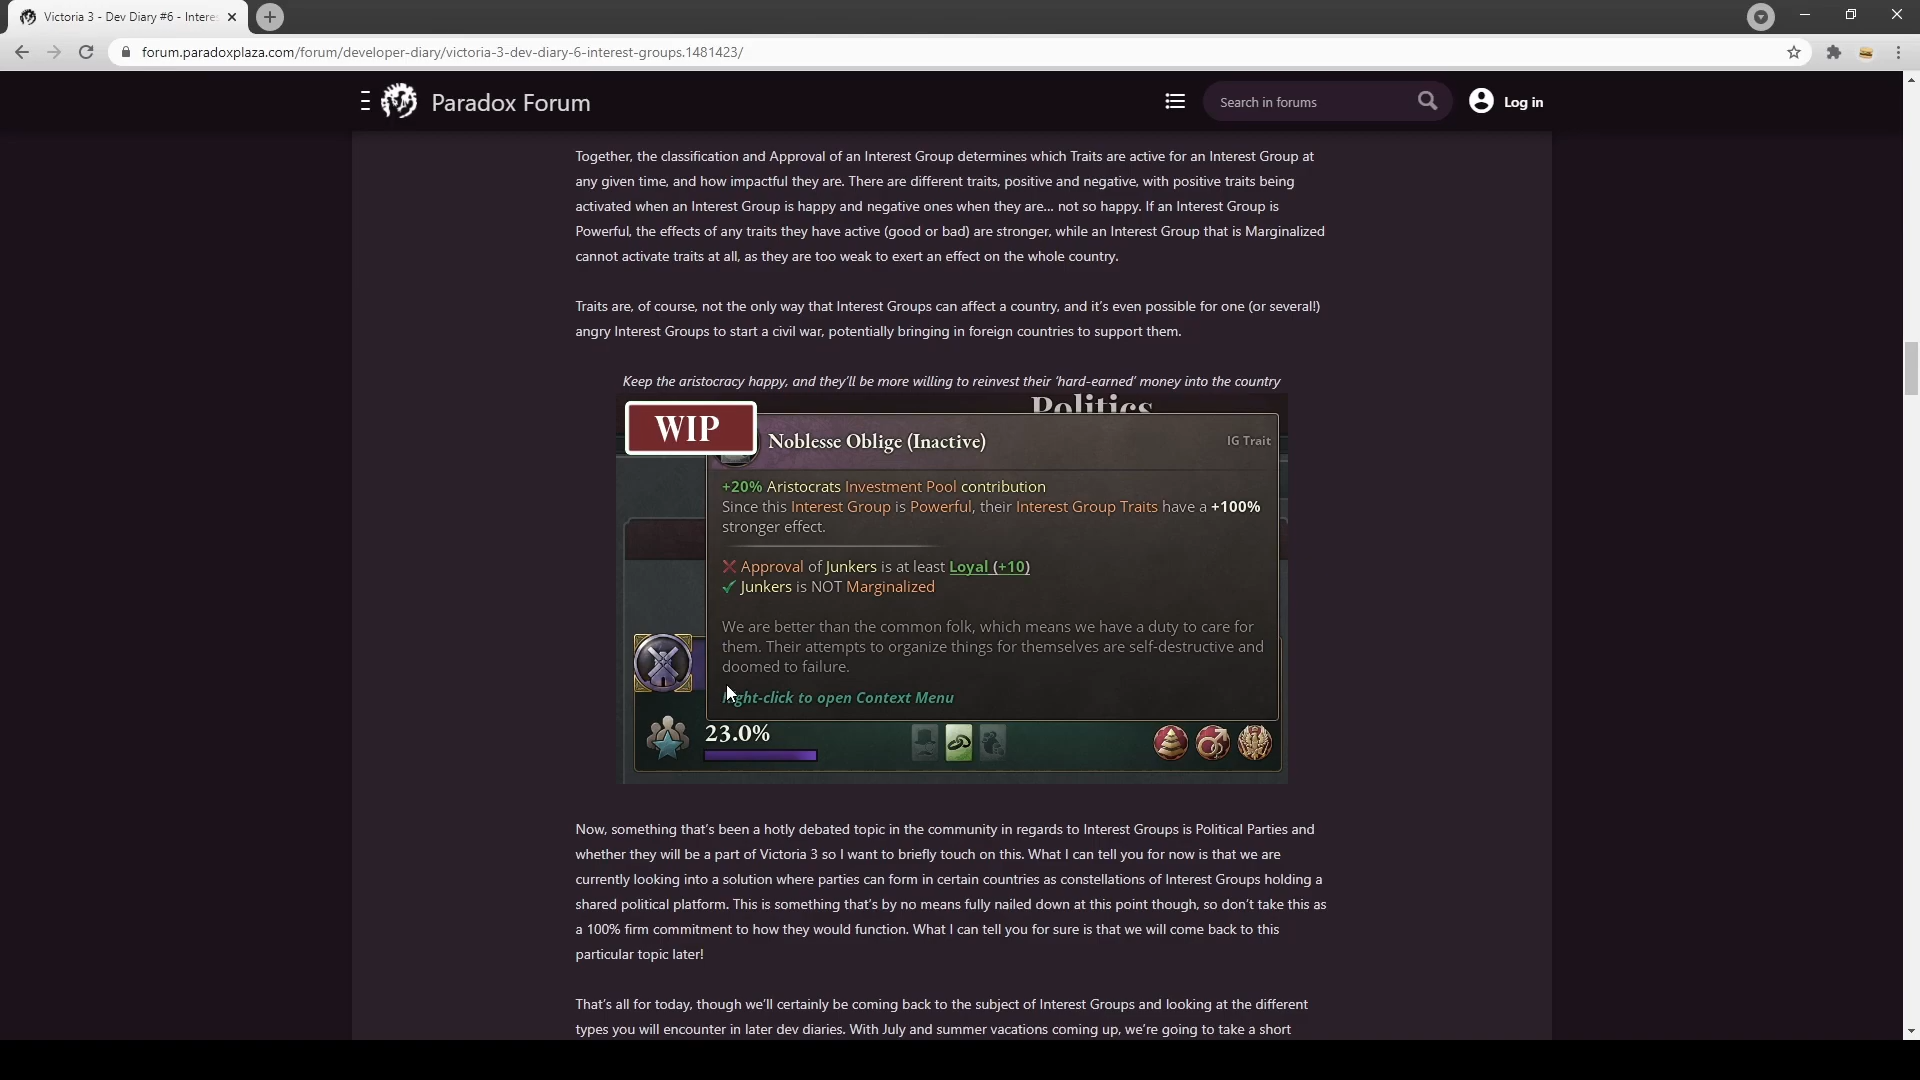 Victoria 3 - Dev Diary #6 - Intere
forum.paradoxplaza.com/forum/developer-diary/victoria-3-dev-diary-6-interest-groups.1481423/
Paradox Forum
Search in forums
Log in
Together, the classification and Approval of an Interest Group determines which Traits are active for an Interest Group at
any given time, and how impactful they are. There are different traits, positive and negative, with positive traits being
activated when an Interest Group is happy and negative ones when they are... not so happy. If an Interest Group is
Powerful, the effects of any traits they have active (good or bad) are stronger, while an Interest Group that is Marginalized
cannot activate traits at all, as they are too weak to exert an effect on the whole country.
Traits are, of course, not the only way that Interest Groups can affect a country, and it's even possible for one (or several!)
angry Interest Groups to start a civil war, potentially bringing in foreign countries to support them.
Keep the aristocracy happy, and they'll be more willing to reinvest their 'hard-earned' money into the country
Politics
WIP
Noblesse Oblige (Inactive)
IG Trait
+20% Aristocrats Investment Pool contribution
Since this Interest Group is Powerful, their Interest Group Traits have a +100%
stronger effect.
Approval of Junkers is at least Loyal (+10)
Junkers is NOT Marginalized
We are better than the common folk, which means we have a duty to care for
them. Their attempts to organize things for themselves are self-destructive and
doomed to failure.
Right-click to open Context Menu
23.0%
Now, something that's been a hotly debated topic in the community in regards to Interest Groups is Political Parties and
whether they will be a part of Victoria 3 so I want to briefly touch on this. What I can tell you for now is that we are
currently looking into a solution where parties can form in certain countries as constellations of Interest Groups holding a
shared political platform. This is something that's by no means fully nailed down at this point though, so don't take this as
a 100% firm commitment to how they would function. What I can tell you for sure is that we will come back to this
particular topic later!
That's all for today, though we'll certainly be coming back to the subject of Interest Groups and looking at the different
types you will encounter in later dev diaries. With July and summer vacations coming up, we're going to take a short